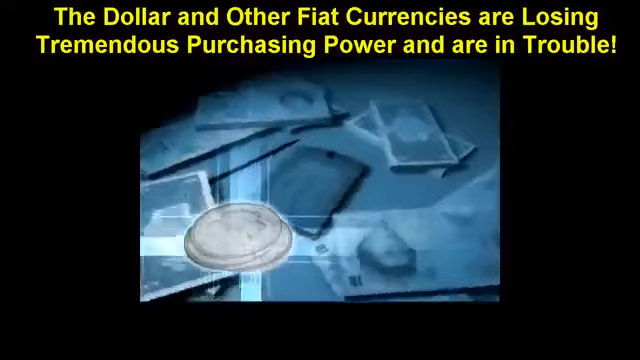 The Dollar and Other Fiat Currencies are Losing
Tremendous Purchasing Power and are in Trouble!